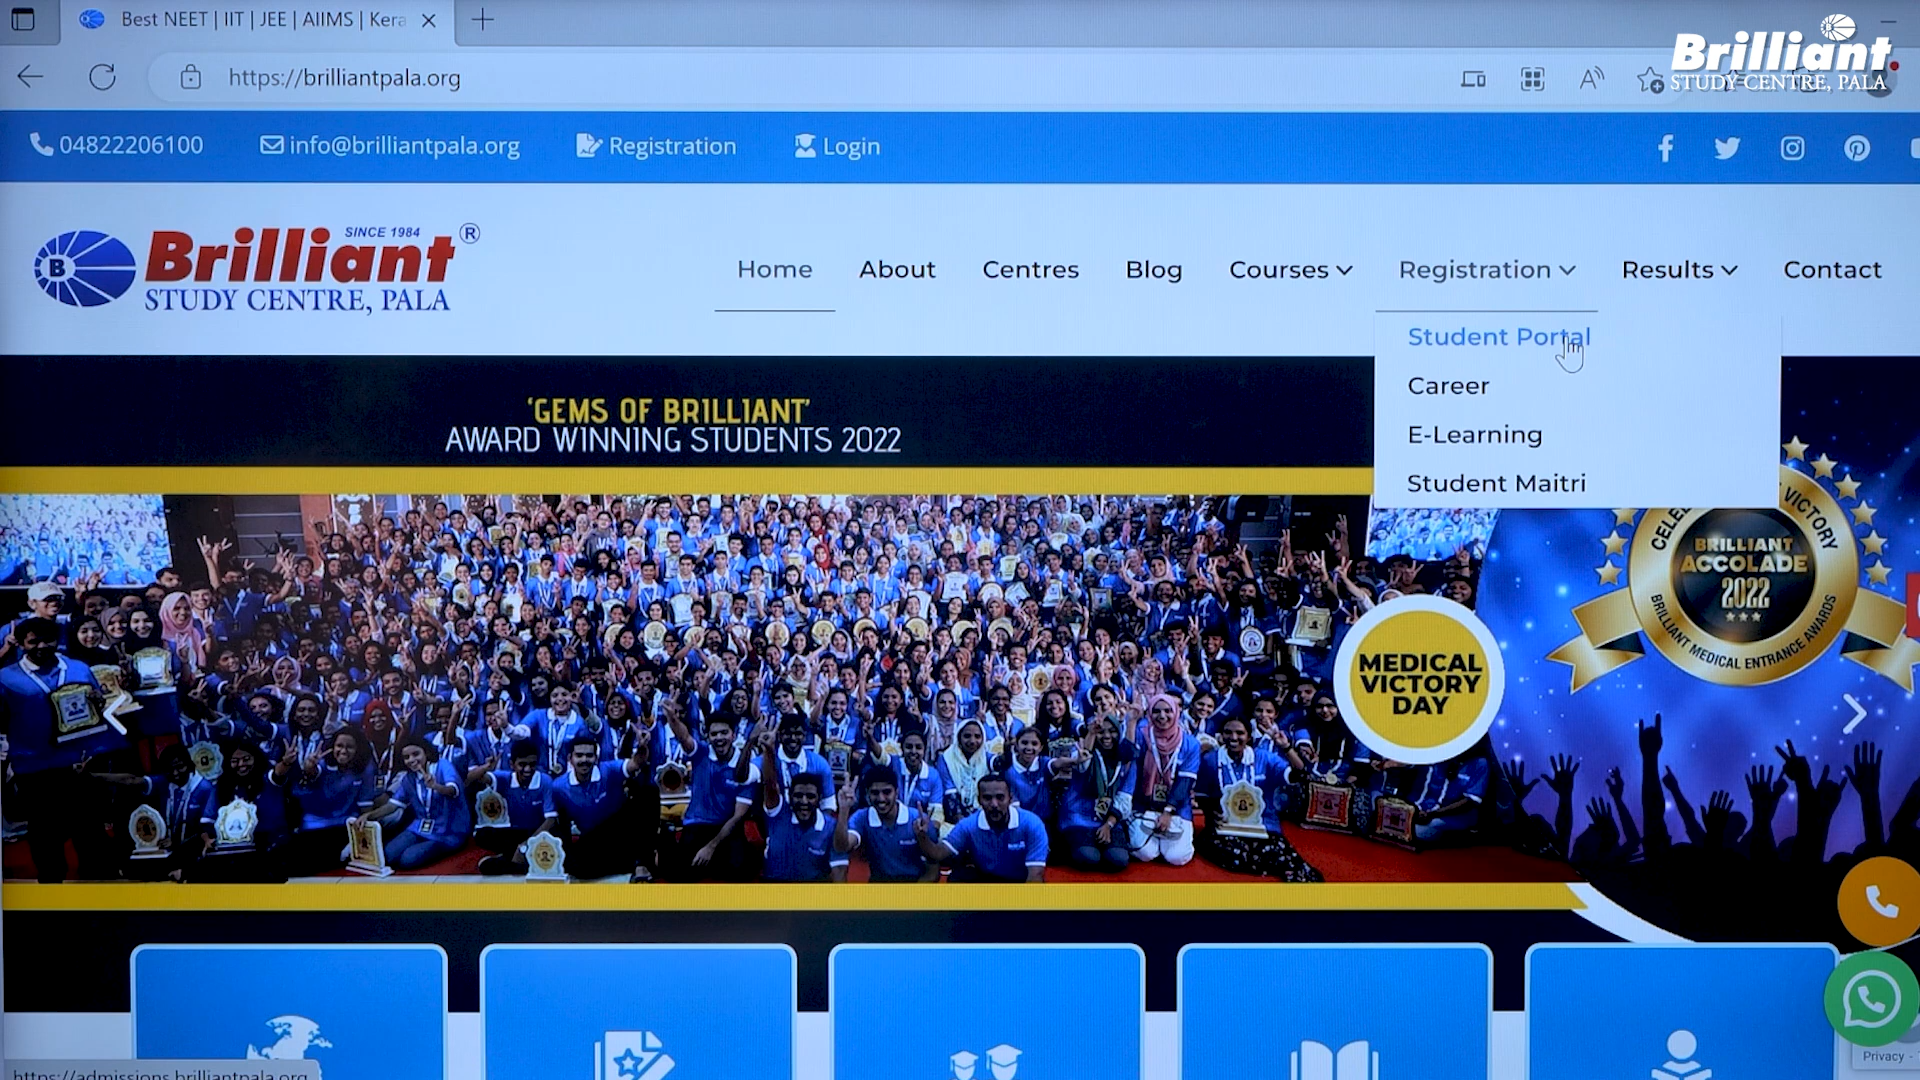 Best NEET | IIT | JEE | AIIMS | Kera
https://brilliantpala.org
Brilliant
STUDY CENTRE, PALA
04822206100
info@brilliantpala.org
Registration
Login
SINCE 1984
Brilliant ®
B
STUDY CENTRE, PALA
Home
About
Centres
Blog
Courses
Registration
Results
Contact
Student Portal
Career
E-Learning
Student Maitri
'GEMS OF BRILLIANT'
AWARD WINNING STUDENTS 2022
MEDICAL
VICTORY
DAY
VICTORY
BRILLIANT
ACCOLADE
2022
BRILLIANT MEDICAL ENTRANCE AWARDS
https://admissions.brilliantpala.org
Privacy -